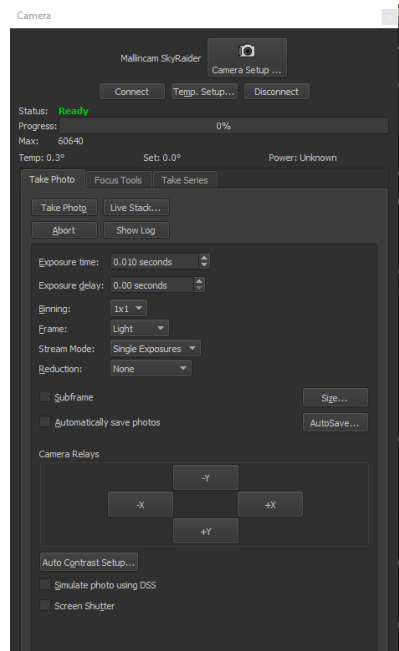 Camera
Mallincam SkyRaider
Camera Setup ...
Connect Temp. Setup... Disconnect
Status: Ready
Progress: 0%
Max: 60640
Temp: 0.3° Set: 0.0° Power: Unknown
Take Photo Focus Tools Take Series
Take Photo Live Stack...
Abort Show Log
Exposure time: 0.010 seconds
Exposure delay: 0.00 seconds
Binning: 1x1
Frame: Light
Stream Mode: Single Exposures
Reduction: None
Subframe Size...
Automatically save photos AutoSave...
Camera Relays
-Y
-X +X
+Y
Auto Contrast Setup...
Simulate photo using DSS
Screen Shutter